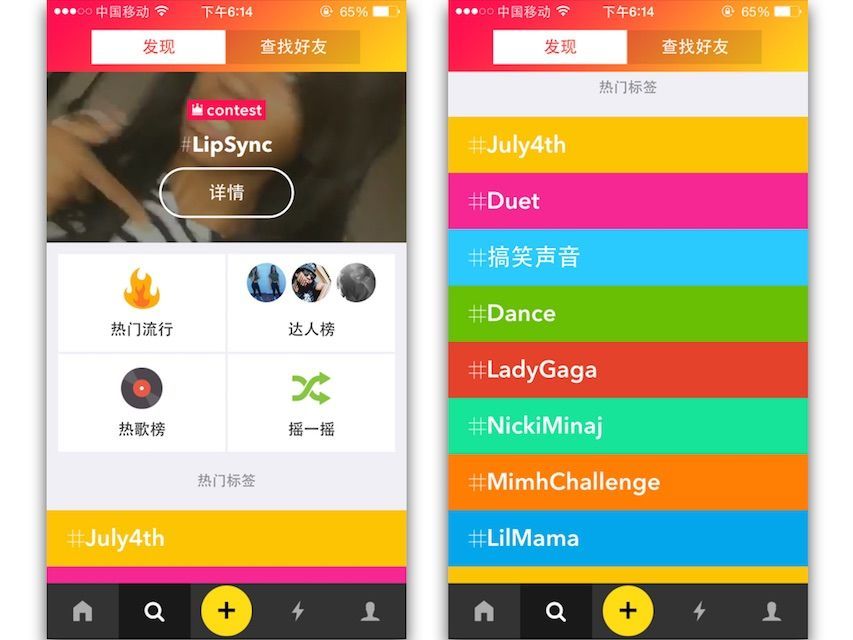 中国移动 下午6:14 65%
发现 查找好友
contest
#LipSync
详情
热门流行 达人榜
热歌榜 摇一摇
热门标签
#July4th
中国移动 下午6:14 65%
发现 查找好友
热门标签
#July4th
#Duet
#搞笑声音
#Dance
#LadyGaga
#NickiMinaj
#MimhChallenge
#LilMama